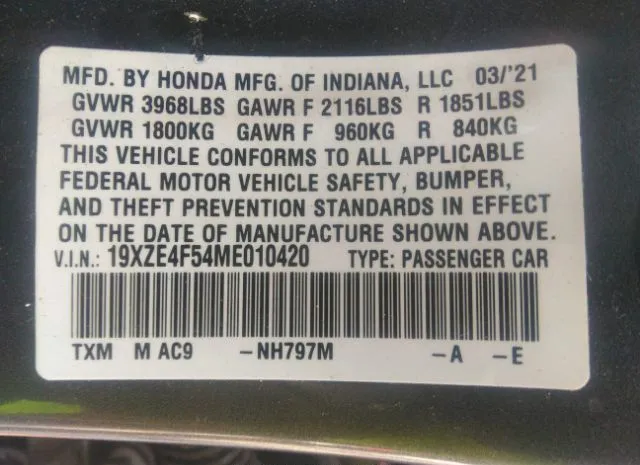 MFD. BY HONDA MFG. OF INDIANA, LLC 03/'21
GVWR 3968LBS GAWR F 2116LBS R 1851LBS
GVWR 1800KG GAWR F 960KG R 840KG
THIS VEHICLE CONFORMS TO ALL APPLICABLE
FEDERAL MOTOR VEHICLE SAFETY, BUMPER,
AND THEFT PREVENTION STANDARDS IN EFFECT
ON THE DATE OF MANUFACTURE SHOWN ABOVE.
V.I.N.: 19XZE4F54ME010420 TYPE: PASSENGER CAR
TXM M AC9 -NH797M -A -E